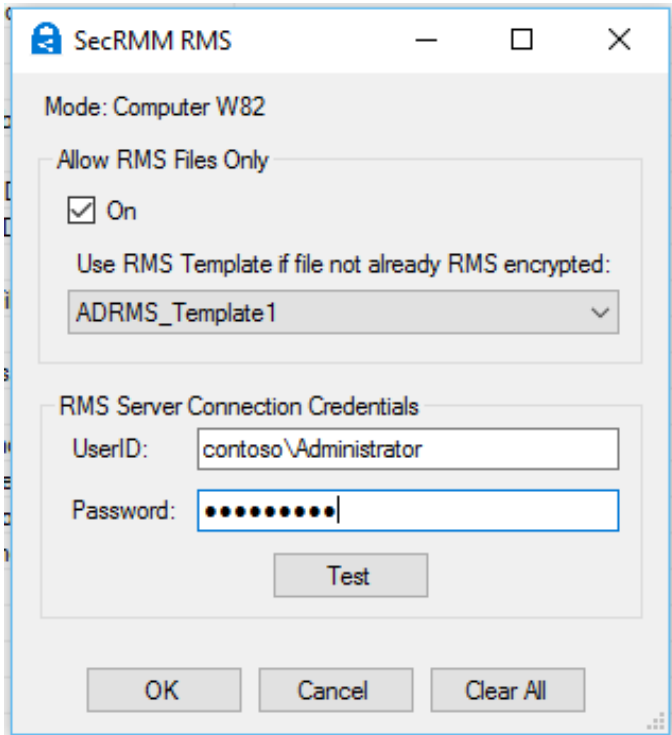 SecRMM RMS
Mode: Computer W82
Allow RMS Files Only
On
Use RMS Template if file not already RMS encrypted:
ADRMS_Template1
RMS Server Connection Credentials
UserID: contoso\Administrator
Password: ●●●●●●●●●
Test
OK Cancel Clear All